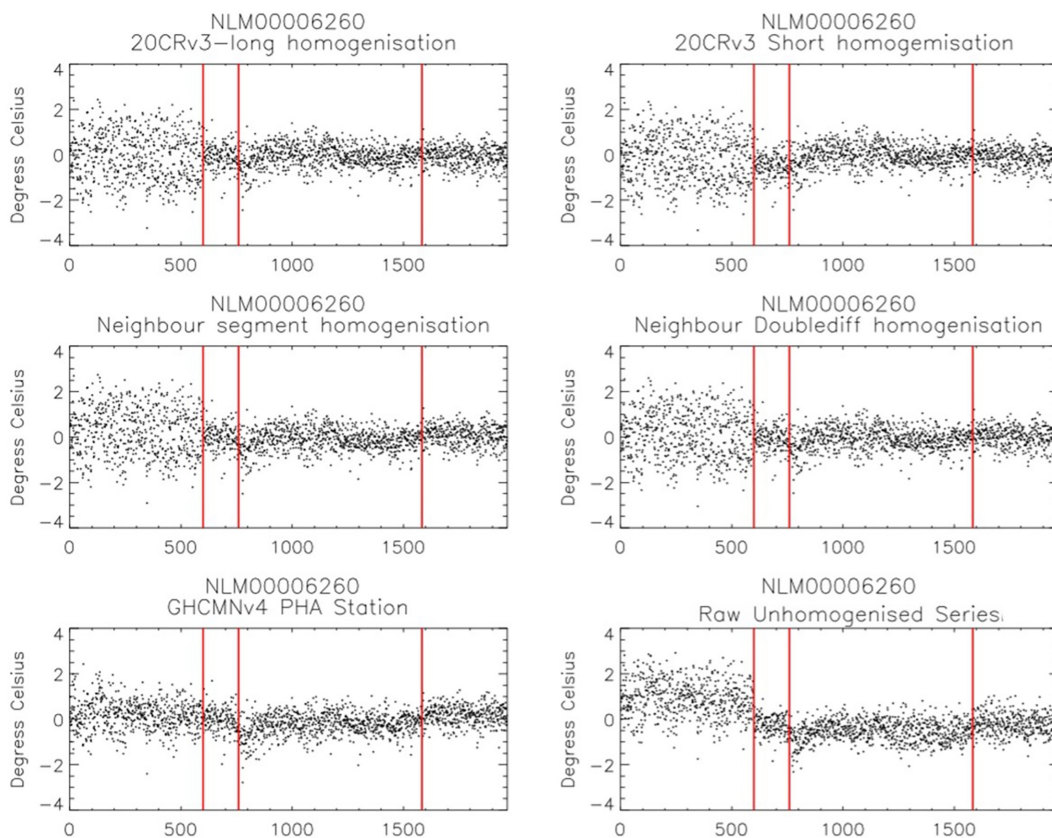 NLM00006260
20CRv3-long homogenisation
Degress Celsius
4
2
0
-2
-4
0 500 1000 1500
NLM00006260
20CRv3 Short homogemisation
Degress Celsius
4
2
0
-2
-4
0 500 1000 1500
NLM00006260
Neighbour segment homogenisation
Degress Celsius
4
2
0
-2
-4
0 500 1000 1500
NLM00006260
Neighbour Doublediff homogenisation
Degress Celsius
4
2
0
-2
-4
0 500 1000 1500
NLM00006260
GHCMNv4 PHA Station
Degress Celsius
4
2
0
-2
-4
0 500 1000 1500
NLM00006260
Raw Unhomogenised Series
Degress Celsius
4
2
0
-2
-4
0 500 1000 1500